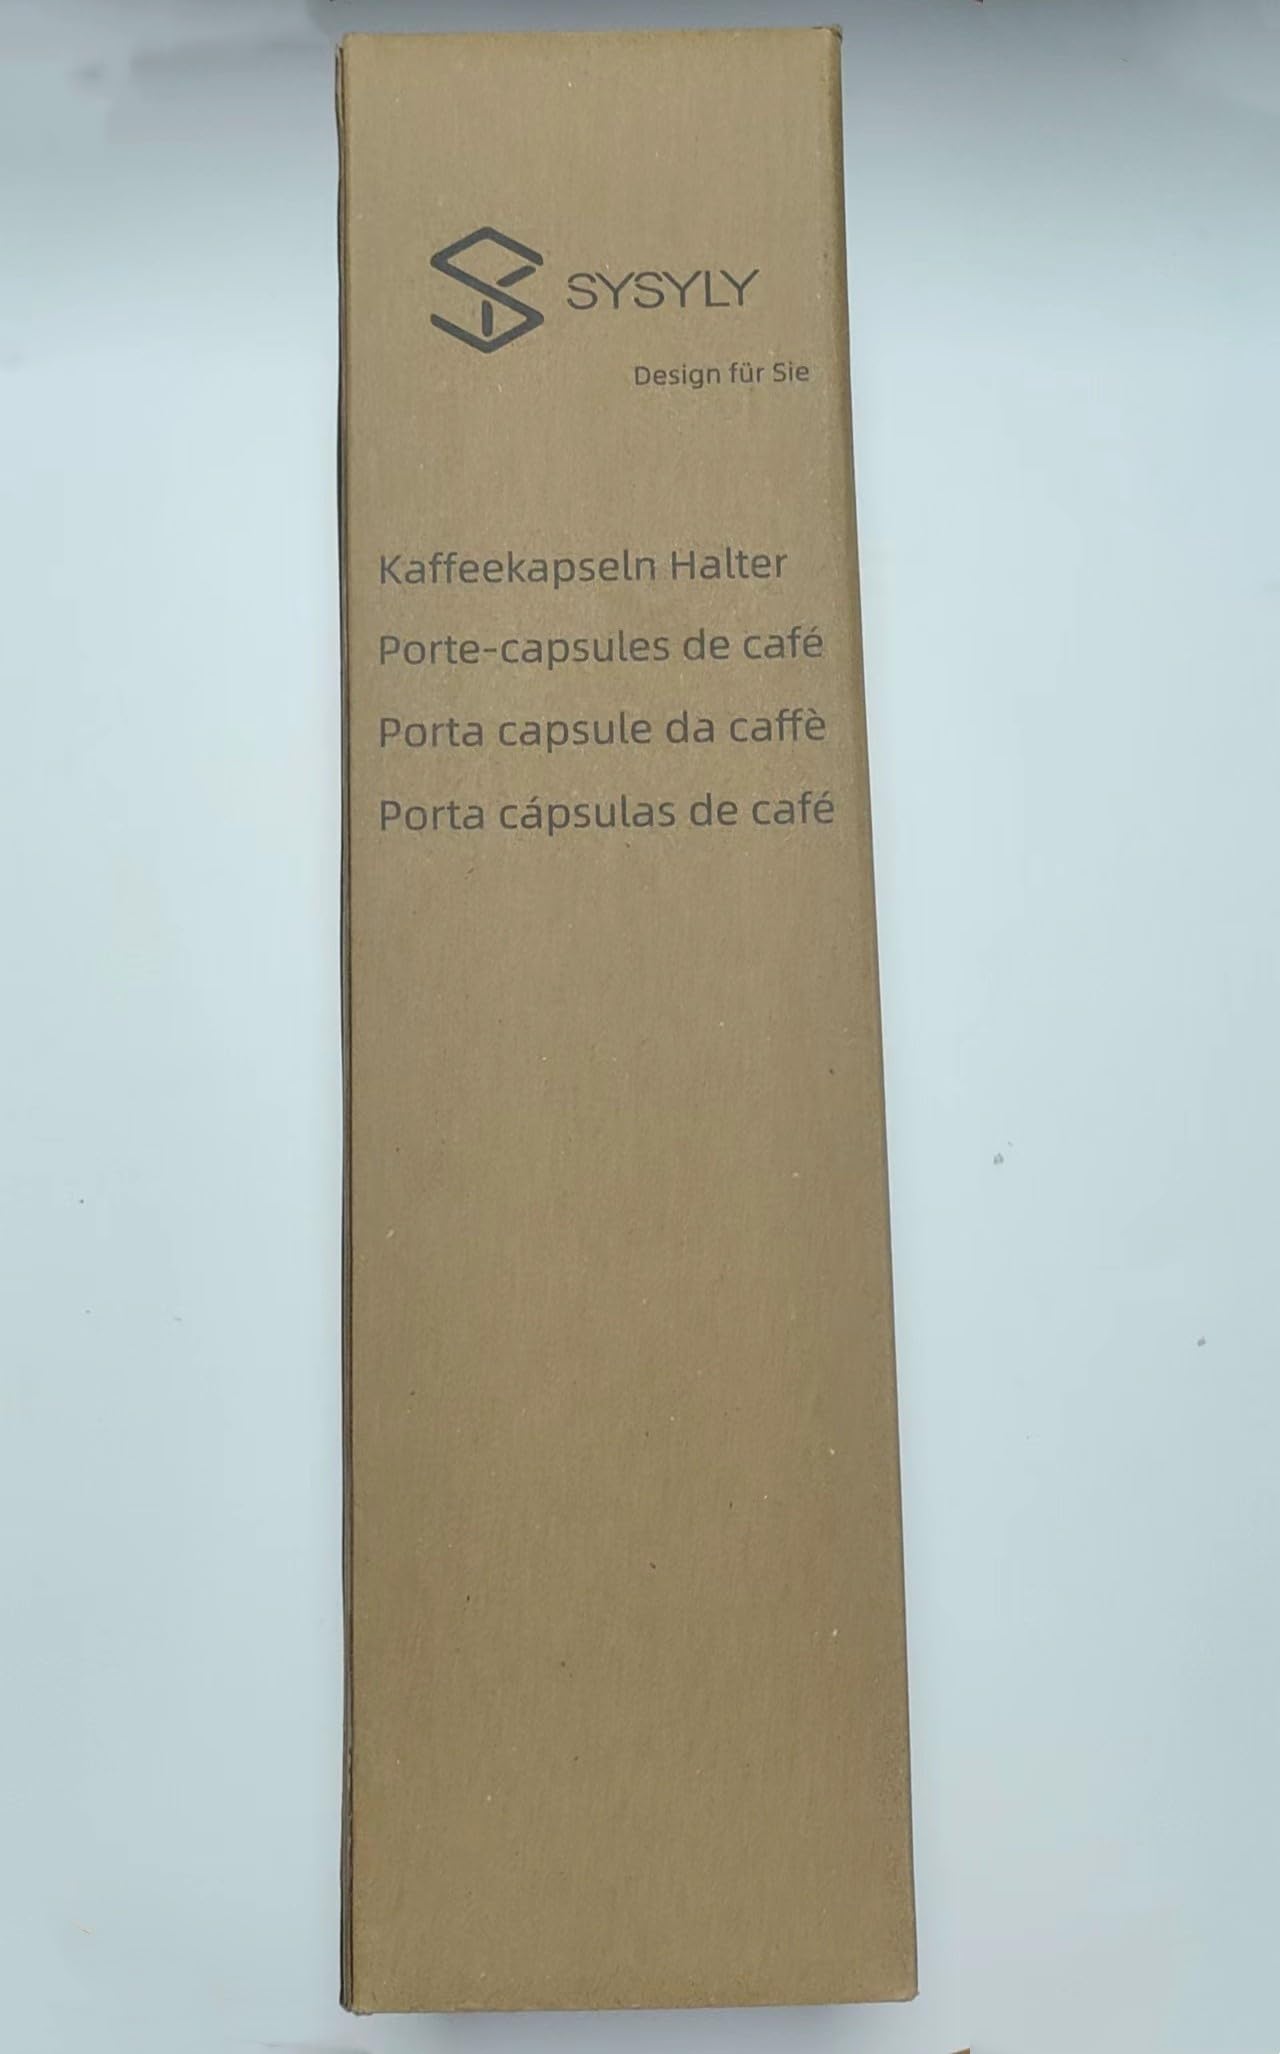 SYSYLY
Design für Sie
Kaffeekapseln Halter
Porte-capsules de café
Porta capsule da caffè
Porta cápsulas de café